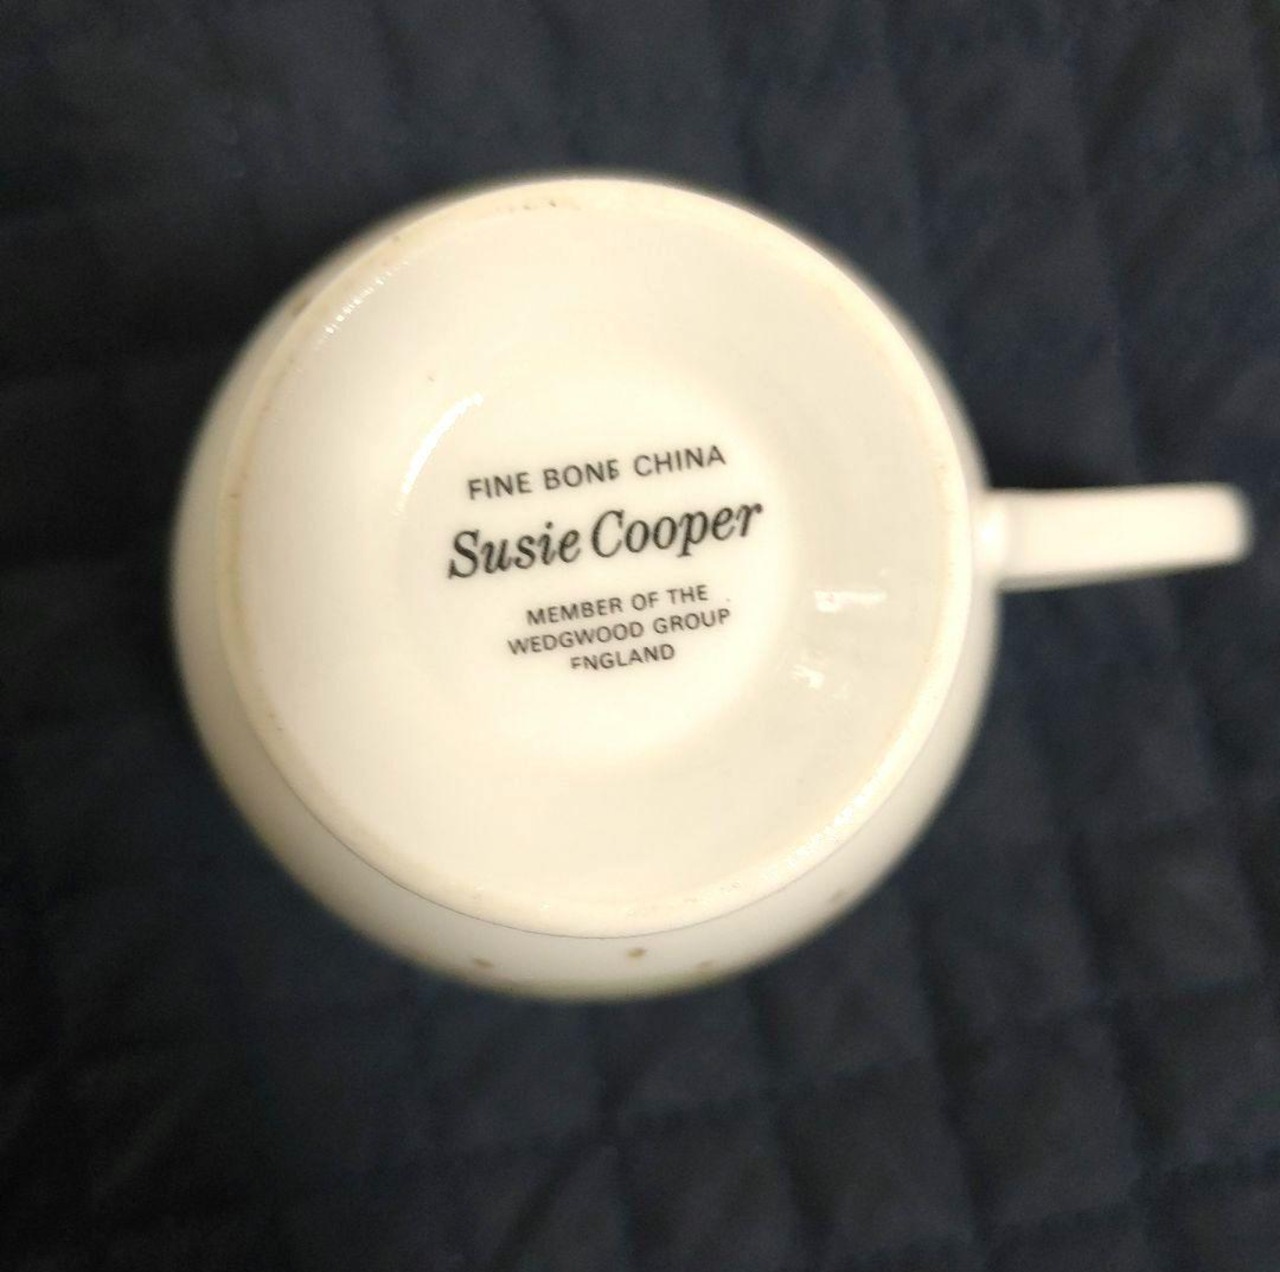 FINE BONE CHINA
Susie Cooper
MEMBER OF THE
WEDGWOOD GROUP
ENGLAND